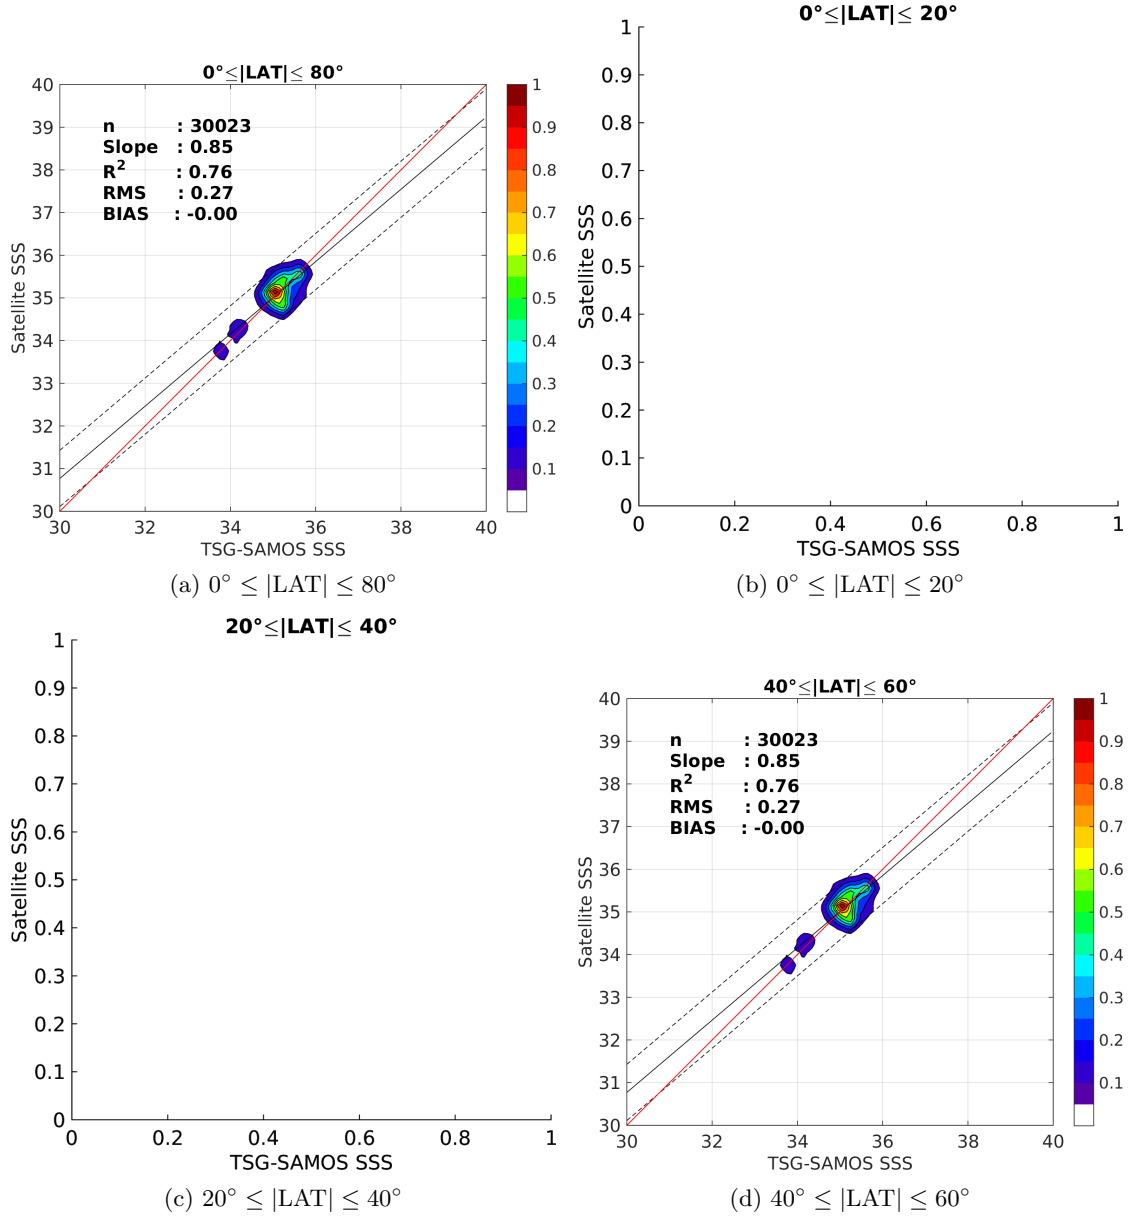 0°≤|LAT|≤ 80°
n : 30023
Slope : 0.85
R² : 0.76
RMS : 0.27
BIAS : -0.00
40
39
38
37
36
35
34
33
32
31
30
30 32 34 36 38 40
Satellite SSS
TSG-SAMOS SSS
1
0.9
0.8
0.7
0.6
0.5
0.4
0.3
0.2
0.1
(a) 0° ≤ |LAT| ≤ 80°
0°≤|LAT|≤ 20°
1
0.9
0.8
0.7
0.6
0.5
0.4
0.3
0.2
0.1
0
0 0.2 0.4 0.6 0.8 1
Satellite SSS
TSG-SAMOS SSS
(b) 0° ≤ |LAT| ≤ 20°
20°≤|LAT|≤ 40°
1
0.9
0.8
0.7
0.6
0.5
0.4
0.3
0.2
0.1
0
0 0.2 0.4 0.6 0.8 1
Satellite SSS
TSG-SAMOS SSS
(c) 20° ≤ |LAT| ≤ 40°
40°≤|LAT|≤ 60°
n : 30023
Slope : 0.85
R² : 0.76
RMS : 0.27
BIAS : -0.00
40
39
38
37
36
35
34
33
32
31
30
30 32 34 36 38 40
Satellite SSS
TSG-SAMOS SSS
1
0.9
0.8
0.7
0.6
0.5
0.4
0.3
0.2
0.1
(d) 40° ≤ |LAT| ≤ 60°